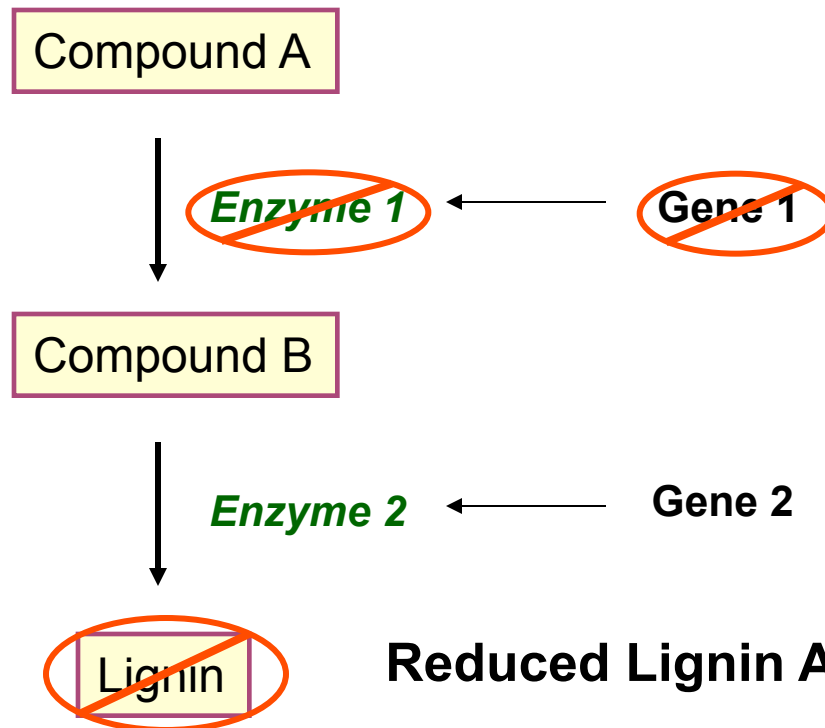 Compound A
Enzyme 1
Gene 1
Compound B
Enzyme 2
Gene 2
Lignin
Reduced Lignin A